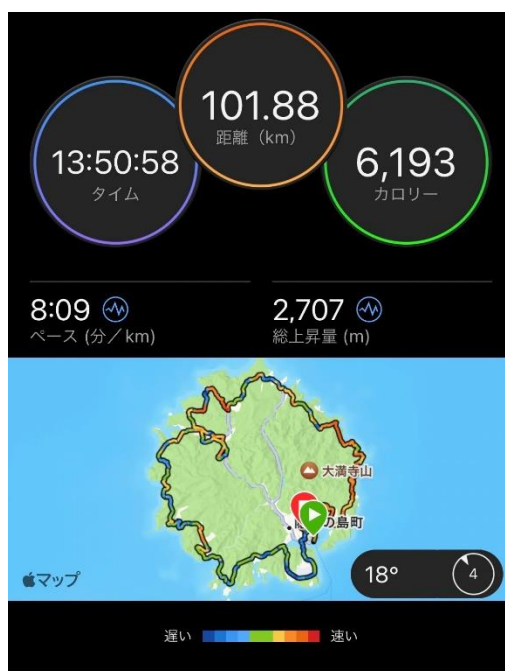 101.88
距離（km）
13:50:58
タイム
6,193
カロリー
8:09
ペース (分／km)
2,707
総上昇量 (m)
大満寺山
の島町
マップ
18°
4
遅い
速い